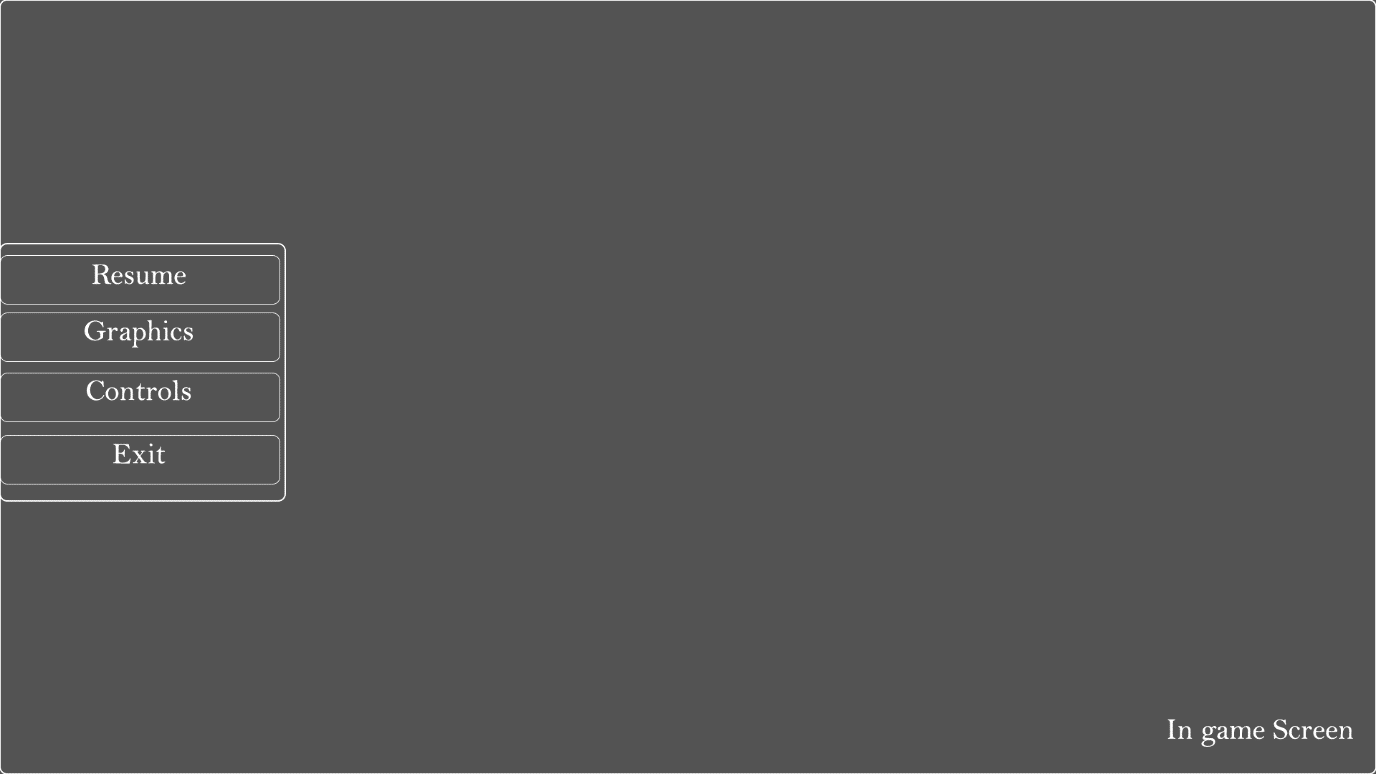 Resume
Graphics
Controls
Exit
In game Screen